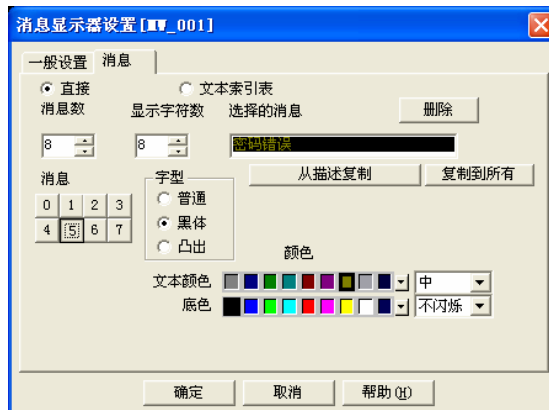 消息显示器设置[MW_001]
一般设置 消息
直接 文本索引表
消息数 显示字符数 选择的消息 删除
8 8 密码错误
消息 字型 从描述复制 复制到所有
0 1 2 3 普通
4 5 6 7 黑体
凸出
颜色
文本颜色 中
底色 不闪烁
确定 取消 帮助(H)